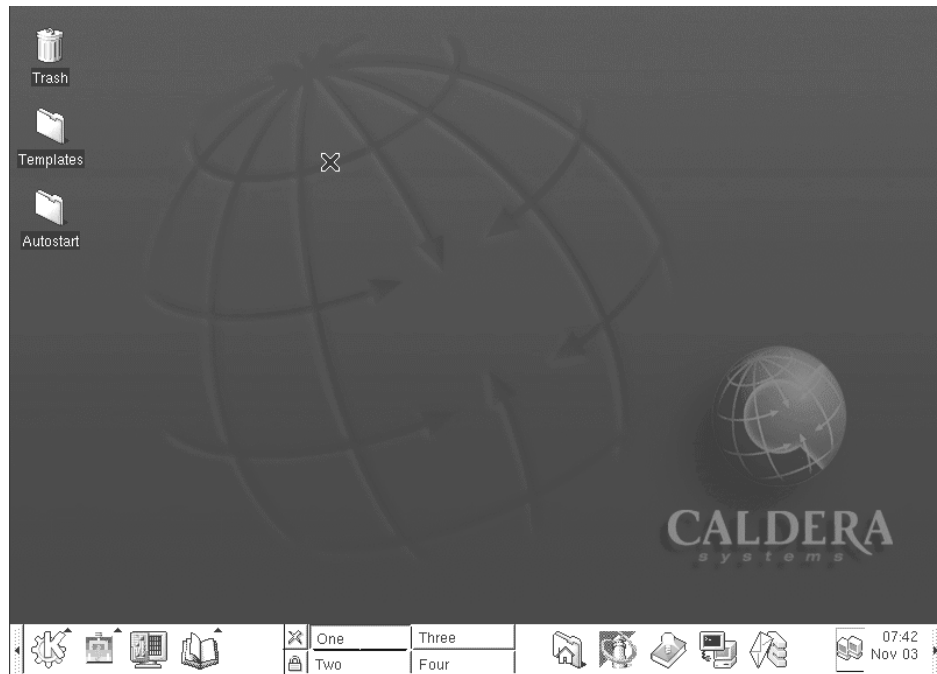 Trash
Templates
Autostart
CALDERA
systems
One
Three
Two
Four
07:42
Nov 03